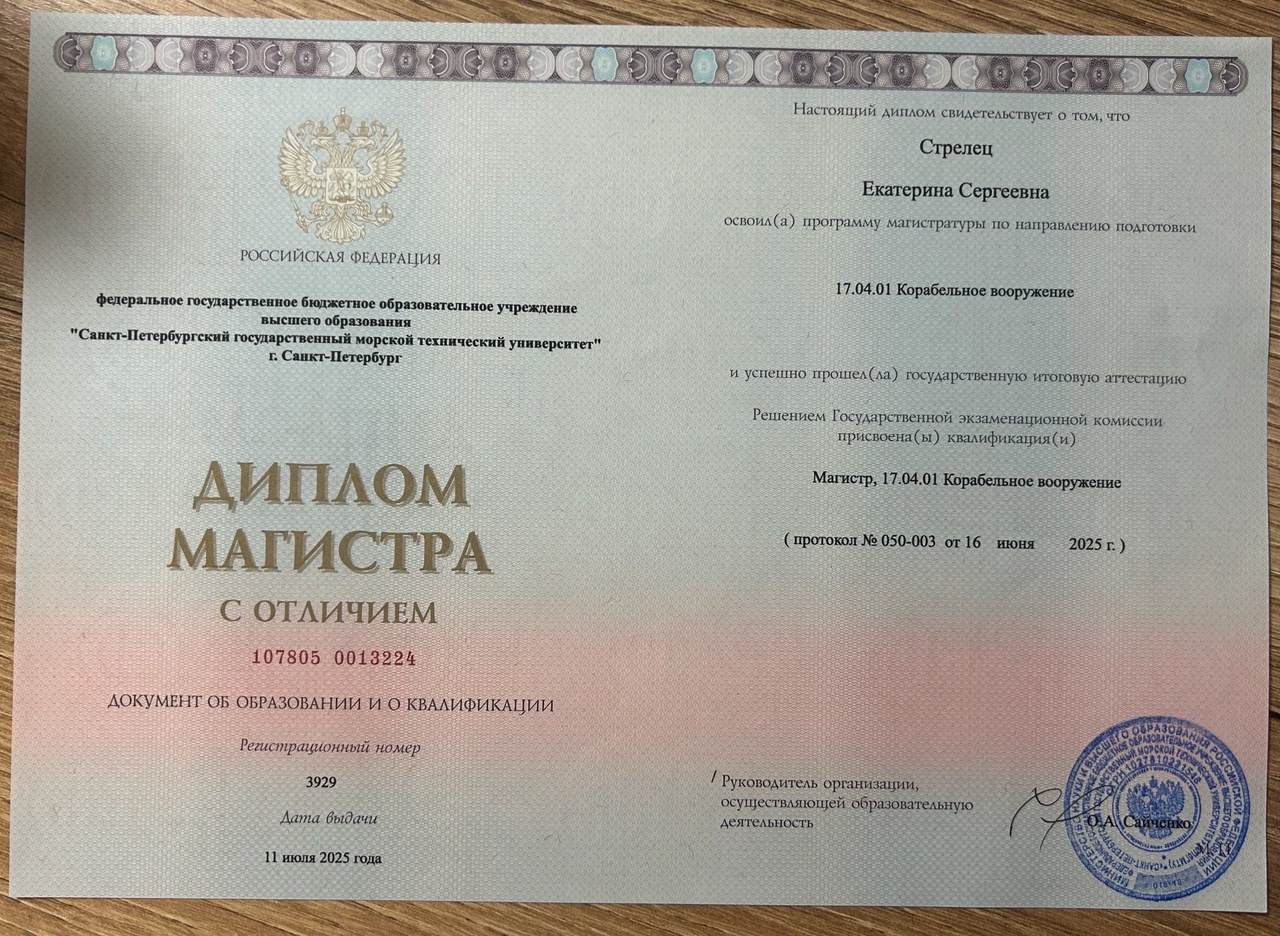 РОССИЙСКАЯ ФЕДЕРАЦИЯ
федеральное государственное бюджетное образовательное учреждение
высшего образования
"Санкт-Петербургский государственный морской технический университет"
г. Санкт-Петербург
ДИПЛОМ
МАГИСТРА
С ОТЛИЧИЕМ
107805 0013224
ДОКУМЕНТ ОБ ОБРАЗОВАНИИ И О КВАЛИФИКАЦИИ
Регистрационный номер
3929
Дата выдачи
11 июля 2025 года
Настоящий диплом свидетельствует о том, что
Стрелец
Екатерина Сергеевна
освоил(а) программу магистратуры по направлению подготовки
17.04.01 Корабельное вооружение
и успешно прошел(ла) государственную итоговую аттестацию
Решением Государственной экзаменационной комиссии
присвоена(ы) квалификация(и)
Магистр, 17.04.01 Корабельное вооружение
( протокол № 050-003 от 16 июня 2025 г. )
/ Руководитель организации,
осуществляющей образовательную
деятельность
О.А. Сайченко
М.П.